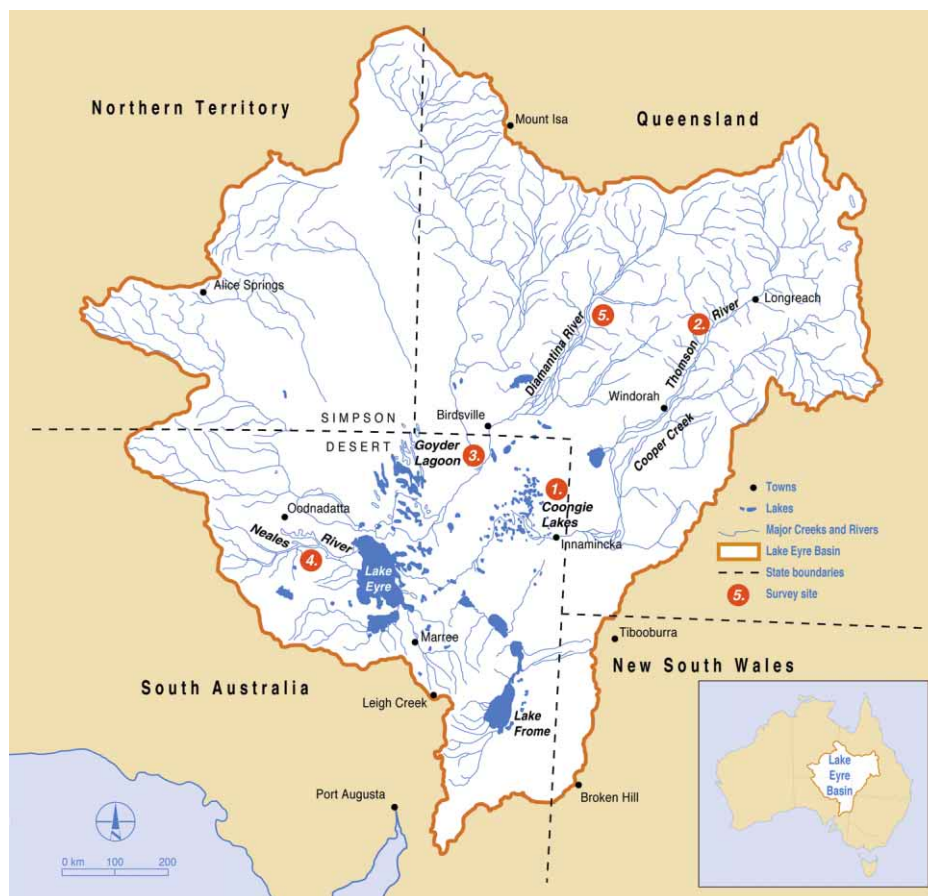 Northern Territory
Queensland
Mount Isa
Alice Springs
Longreach
5.
2.
Diamantina River
Thomson River
Windorah
Birdsville
Cooper Creek
SIMPSON
DESERT
Goyder
Lagoon
3.
1.
Coongie
Lakes
Innamincka
Oodnadatta
Neales River
4.
Lake
Eyre
Marree
Tibooburra
New South Wales
South Australia
Leigh Creek
Lake
Frome
Port Augusta
Broken Hill
Towns
Lakes
Major Creeks and Rivers
Lake Eyre Basin
State boundaries
5.
Survey site
Lake
Eyre
Basin
N
0 km 100 200